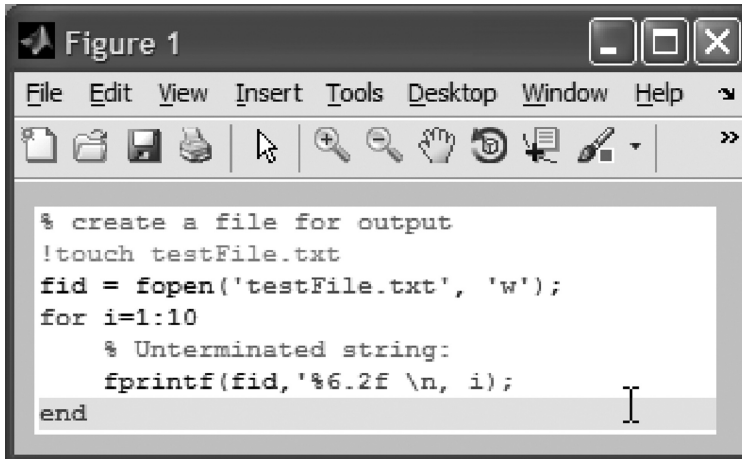 Figure 1
File Edit View Insert Tools Desktop Window Help
% create a file for output
!touch testFile.txt
fid = fopen('testFile.txt', 'w');
for i=1:10
    % Unterminated string:
    fprintf(fid,'%6.2f \n, i);
end